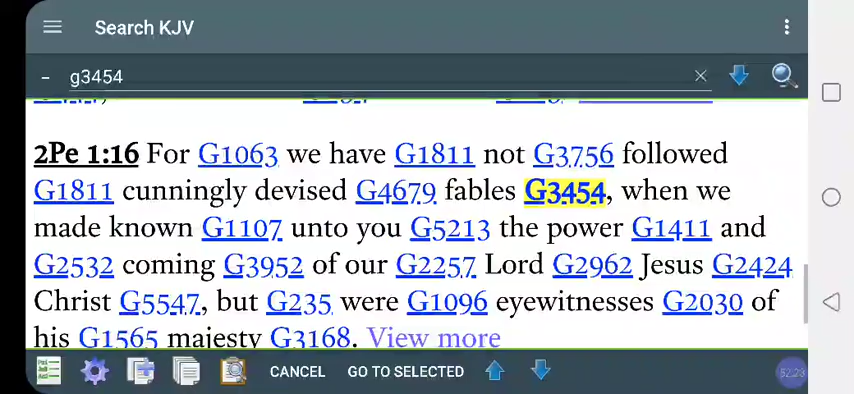 Search KJV
- g3454
2Pe 1:16 For G1063 we have G1811 not G3756 followed
G1811 cunningly devised G4679 fables G3454, when we
made known G1107 unto you G5213 the power G1411 and
G2532 coming G3952 of our G2257 Lord G2962 Jesus G2424
Christ G5547, but G235 were G1096 eyewitnesses G2030 of
his G1565 majesty G3168. View more
CANCEL GO TO SELECTED